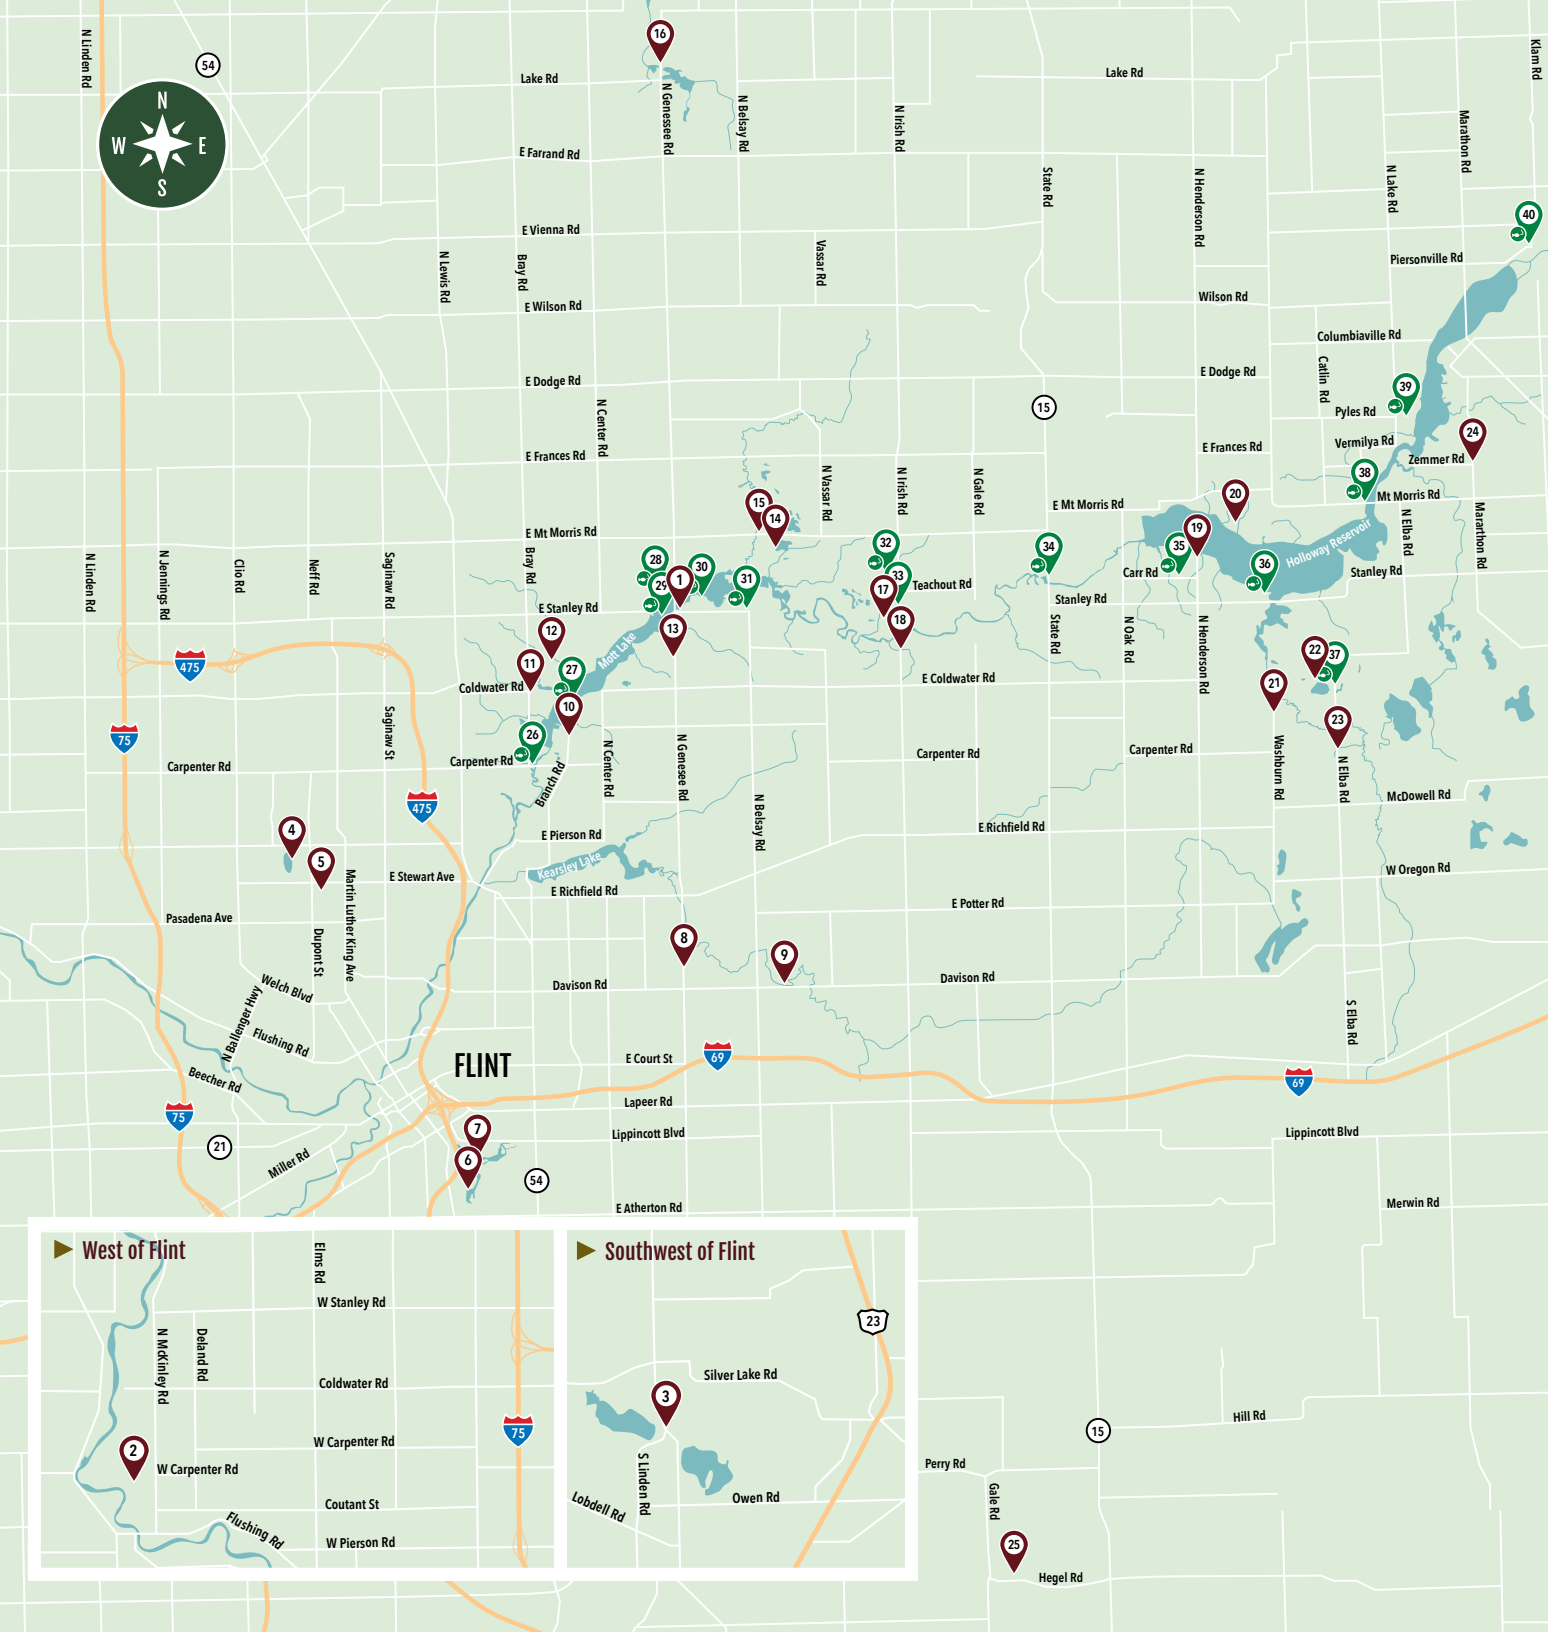 16
N Linden Rd
54
Lake Rd
Lake Rd
Klam Rd
N
W
E
S
N Genessee Rd
N Belsay Rd
N Irish Rd
Marathon Rd
E Farrand Rd
State Rd
N Henderson Rd
N Lake Rd
40
E Vienna Rd
N Lewis Rd
Bray Rd
Vassar Rd
Piersonville Rd
E Wilson Rd
Wilson Rd
Columbiaville Rd
E Dodge Rd
E Dodge Rd
Catlin Rd
39
15
Pyles Rd
N Center Rd
24
E Frances Rd
E Frances Rd
Vermilya Rd
Zemmer Rd
38
N Vassar Rd
N Irish Rd
N Gale Rd
20
Mt Morris Rd
15
14
E Mt Morris Rd
E Mt Morris Rd
19
N Elba Rd
Marathon Rd
Holloway Reservoir
N Linden Rd
N Jennings Rd
Clio Rd
Neff Rd
Saginaw Rd
Bray Rd
28
29
1
30
31
32
33
17
Teachout Rd
34
35
Carr Rd
36
Stanley Rd
E Stanley Rd
Stanley Rd
18
12
13
Mott Lake
State Rd
N Oak Rd
N Henderson Rd
475
11
27
22
37
Coldwater Rd
E Coldwater Rd
21
10
23
75
Saginaw St
26
Carpenter Rd
Carpenter Rd
Branch Rd
N Center Rd
N Genesee Rd
Carpenter Rd
Carpenter Rd
Washburn Rd
N Elba Rd
475
N Belsay Rd
McDowell Rd
4
E Pierson Rd
E Richfield Rd
5
Kearsley Lake
E Stewart Ave
Martin Luther King Ave
E Richfield Rd
W Oregon Rd
Pasadena Ave
E Potter Rd
Dupont St
8
9
Welch Blvd
Davison Rd
Davison Rd
N Ballenger Hwy
Flushing Rd
S Elba Rd
FLINT
E Court St
69
69
Beecher Rd
Lapeer Rd
75
21
7
Lippincott Blvd
Lippincott Blvd
6
Miller Rd
54
E Atherton Rd
Merwin Rd
West of Flint
Elms Rd
W Stanley Rd
N McKinley Rd
Deland Rd
Coldwater Rd
75
W Carpenter Rd
2
W Carpenter Rd
Coutant St
Flushing Rd
W Pierson Rd
Southwest of Flint
23
Silver Lake Rd
3
S Linden Rd
Lobdell Rd
Owen Rd
Hill Rd
15
Perry Rd
Gale Rd
25
Hegel Rd